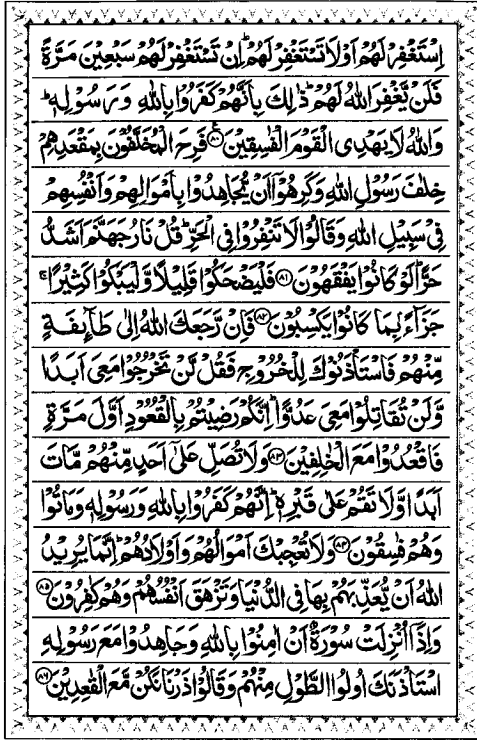 اِسْتَغْفِرْ لَهُمْ اَوْ لَا تَسْتَغْفِرْ لَهُمْ ؕ اِنْ تَسْتَغْفِرْ لَهُمْ سَبْعِيْنَ مَرَّةً
فَلَنْ يَّغْفِرَ اللّٰهُ لَهُمْ ؕ ذٰلِكَ بِاَنَّهُمْ كَفَرُوْا بِاللّٰهِ وَرَسُوْلِهٖ ؕ
وَاللّٰهُ لَا يَهْدِى الْقَوْمَ الْفٰسِقِيْنَ ﴿۸۰﴾ فَرِحَ الْمُخَلَّفُوْنَ بِمَقْعَدِهِمْ
خِلٰفَ رَسُوْلِ اللّٰهِ وَكَرِهُوْۤا اَنْ يُّجَاهِدُوْا بِاَمْوَالِهِمْ وَاَنْفُسِهِمْ
فِىْ سَبِيْلِ اللّٰهِ وَقَالُوْا لَا تَنْفِرُوْا فِى الْحَرِّ ؕ قُلْ نَارُ جَهَنَّمَ اَشَدُّ
حَرًّا ؕ لَوْ كَانُوْا يَفْقَهُوْنَ ﴿۸۱﴾ فَلْيَضْحَكُوْا قَلِيْلًا وَّلْيَبْكُوْا كَثِيْرًا ۚ
جَزَآءًۢ بِمَا كَانُوْا يَكْسِبُوْنَ ﴿۸۲﴾ فَاِنْ رَّجَعَكَ اللّٰهُ اِلٰى طَآئِفَةٍ
مِّنْهُمْ فَاسْتَاْذَنُوْكَ لِلْخُرُوْجِ فَقُلْ لَّنْ تَخْرُجُوْا مَعِىَ اَبَدًا
وَّلَنْ تُقَاتِلُوْا مَعِىَ عَدُوًّا ؕ اِنَّكُمْ رَضِيْتُمْ بِالْقُعُوْدِ اَوَّلَ مَرَّةٍ
فَاقْعُدُوْا مَعَ الْخٰلِفِيْنَ ﴿۸۳﴾ وَلَا تُصَلِّ عَلٰٓى اَحَدٍ مِّنْهُمْ مَّاتَ
اَبَدًا وَّلَا تَقُمْ عَلٰى قَبْرِهٖ ؕ اِنَّهُمْ كَفَرُوْا بِاللّٰهِ وَرَسُوْلِهٖ وَمَاتُوْا
وَهُمْ فٰسِقُوْنَ ﴿۸۴﴾ وَلَا تُعْجِبْكَ اَمْوَالُهُمْ وَاَوْلَادُهُمْ ؕ اِنَّمَا يُرِيْدُ
اللّٰهُ اَنْ يُّعَذِّبَهُمْ بِهَا فِى الدُّنْيَا وَتَزْهَقَ اَنْفُسُهُمْ وَهُمْ كٰفِرُوْنَ ﴿۸۵﴾
وَاِذَاۤ اُنْزِلَتْ سُوْرَةٌ اَنْ اٰمِنُوْا بِاللّٰهِ وَجَاهِدُوْا مَعَ رَسُوْلِهِ
اسْتَاْذَنَكَ اُولُوا الطَّوْلِ مِنْهُمْ وَقَالُوْا ذَرْنَا نَكُنْ مَّعَ الْقٰعِدِيْنَ ﴿۸۶﴾